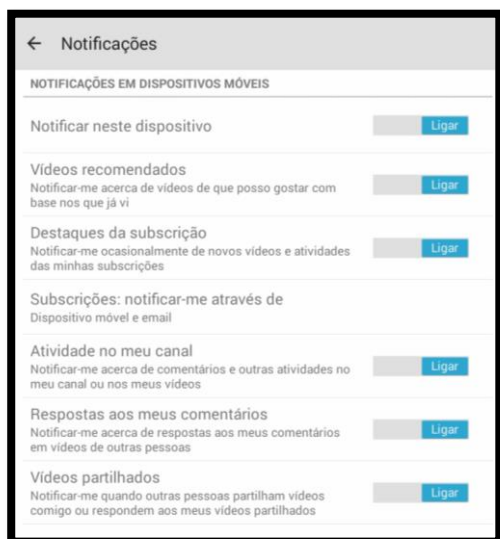 ← Notificações
NOTIFICAÇÕES EM DISPOSITIVOS MÓVEIS
Notificar neste dispositivo
Ligar
Vídeos recomendados
Notificar-me acerca de vídeos de que posso gostar com
base nos que já vi
Ligar
Destaques da subscrição
Notificar-me ocasionalmente de novos vídeos e atividades
das minhas subscrições
Ligar
Subscrições: notificar-me através de
Dispositivo móvel e email
Atividade no meu canal
Notificar-me acerca de comentários e outras atividades no
meu canal ou nos meus vídeos
Ligar
Respostas aos meus comentários
Notificar-me acerca de respostas aos meus comentários
em vídeos de outras pessoas
Ligar
Vídeos partilhados
Notificar-me quando outras pessoas partilham vídeos
comigo ou respondem aos meus vídeos partilhados
Ligar